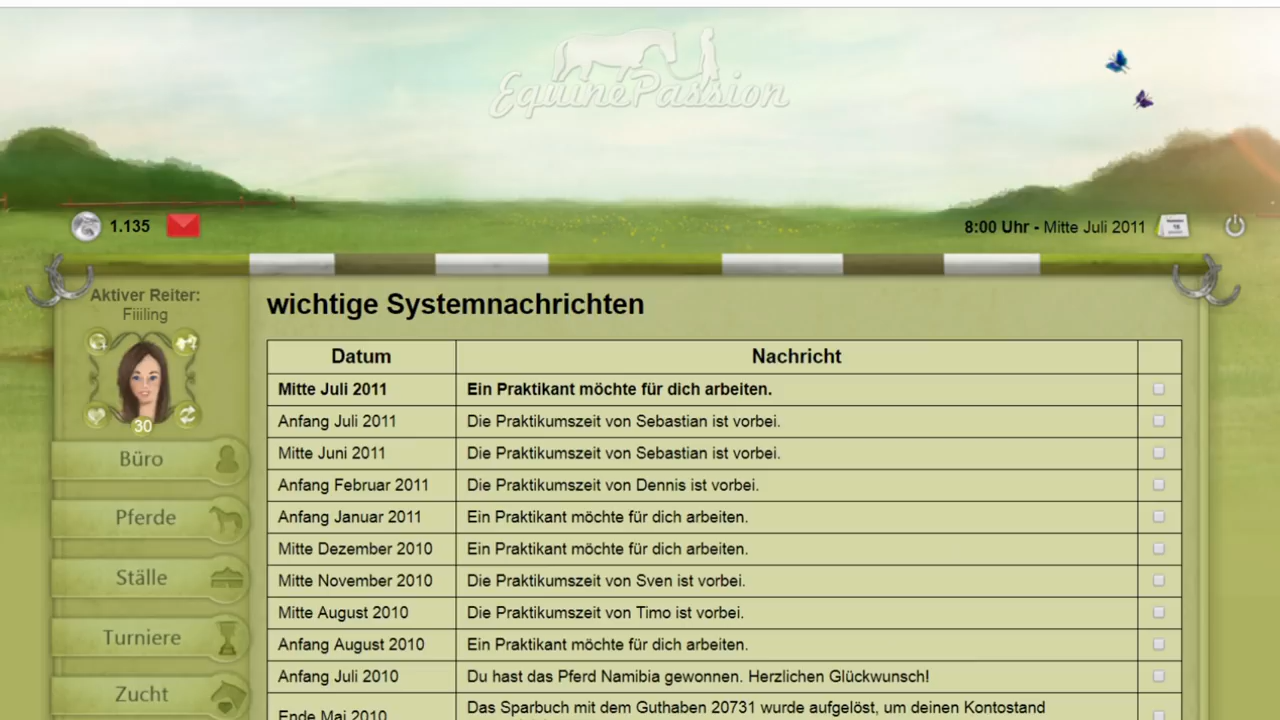 EquinePassion
1.135
8:00 Uhr - Mitte Juli 2011
Aktiver Reiter:
Fiiiling
30
Büro
Pferde
Ställe
Turniere
Zucht
wichtige Systemnachrichten
Datum Nachricht
Mitte Juli 2011 Ein Praktikant möchte für dich arbeiten.
Anfang Juli 2011 Die Praktikumszeit von Sebastian ist vorbei.
Mitte Juni 2011 Die Praktikumszeit von Sebastian ist vorbei.
Anfang Februar 2011 Die Praktikumszeit von Dennis ist vorbei.
Anfang Januar 2011 Ein Praktikant möchte für dich arbeiten.
Mitte Dezember 2010 Ein Praktikant möchte für dich arbeiten.
Mitte November 2010 Die Praktikumszeit von Sven ist vorbei.
Mitte August 2010 Die Praktikumszeit von Timo ist vorbei.
Anfang August 2010 Ein Praktikant möchte für dich arbeiten.
Anfang Juli 2010 Du hast das Pferd Namibia gewonnen. Herzlichen Glückwunsch!
Ende Mai 2010 Das Sparbuch mit dem Guthaben 20731 wurde aufgelöst, um deinen Kontostand